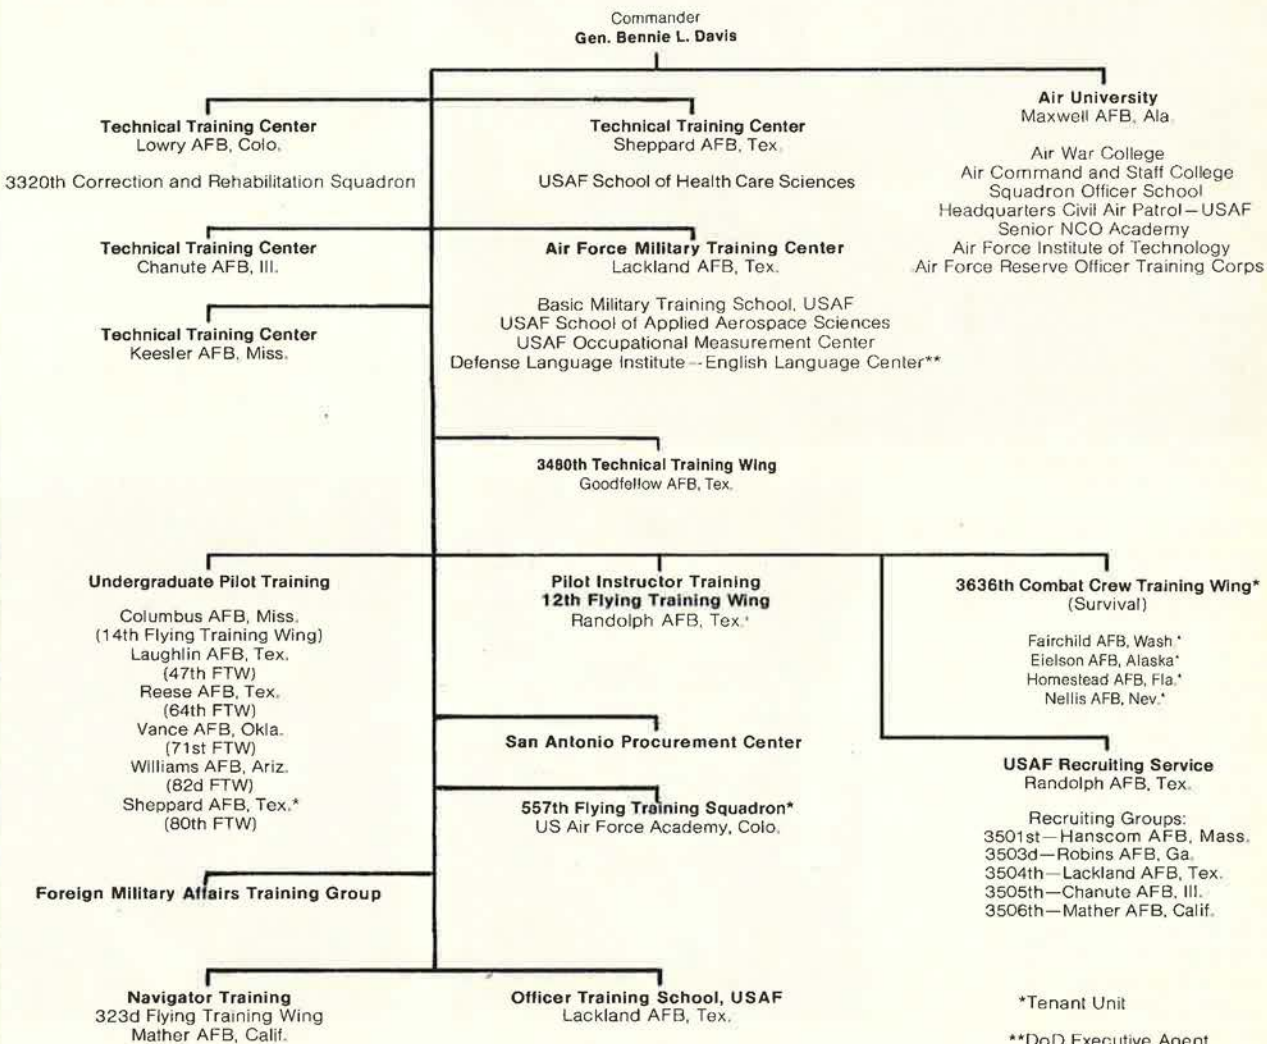 Commander
Gen. Bennie L. Davis
Technical Training Center
Lowry AFB, Colo.
3320th Correction and Rehabilitation Squadron
Technical Training Center
Sheppard AFB, Tex.
USAF School of Health Care Sciences
Air University
Maxwell AFB, Ala.
Air War College
Air Command and Staff College
Squadron Officer School
Headquarters Civil Air Patrol—USAF
Senior NCO Academy
Air Force Institute of Technology
Air Force Reserve Officer Training Corps
Technical Training Center
Chanute AFB, Ill.
Air Force Military Training Center
Lackland AFB, Tex.
Basic Military Training School, USAF
USAF School of Applied Aerospace Sciences
USAF Occupational Measurement Center
Defense Language Institute—English Language Center**
Technical Training Center
Keesler AFB, Miss.
3480th Technical Training Wing
Goodfellow AFB, Tex.
Undergraduate Pilot Training
Columbus AFB, Miss.
(14th Flying Training Wing)
Laughlin AFB, Tex.
(47th FTW)
Reese AFB, Tex.
(64th FTW)
Vance AFB, Okla.
(71st FTW)
Williams AFB, Ariz.
(82d FTW)
Sheppard AFB, Tex.*
(80th FTW)
Pilot Instructor Training
12th Flying Training Wing
Randolph AFB, Tex.
3636th Combat Crew Training Wing*
(Survival)
Fairchild AFB, Wash.*
Eielson AFB, Alaska*
Homestead AFB, Fla.*
Nellis AFB, Nev.*
San Antonio Procurement Center
557th Flying Training Squadron*
US Air Force Academy, Colo.
USAF Recruiting Service
Randolph AFB, Tex.
Recruiting Groups:
3501st—Hanscom AFB, Mass.
3503d—Robins AFB, Ga.
3504th—Lackland AFB, Tex.
3505th—Chanute AFB, Ill.
3506th—Mather AFB, Calif.
Foreign Military Affairs Training Group
Navigator Training
323d Flying Training Wing
Mather AFB, Calif.
Officer Training School, USAF
Lackland AFB, Tex.
*Tenant Unit
**DoD Executive Agent